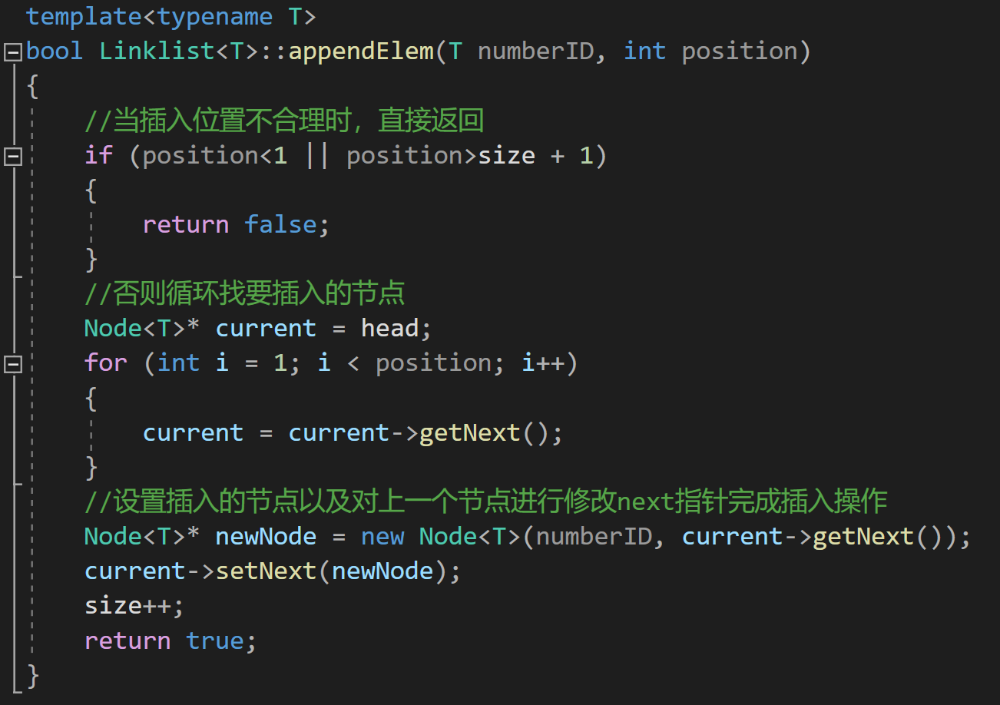 template<typename T>
bool Linklist<T>::appendElem(T numberID, int position)
{
    //当插入位置不合理时，直接返回
    if (position<1 || position>size + 1)
    {
        return false;
    }
    //否则循环找要插入的节点
    Node<T>* current = head;
    for (int i = 1; i < position; i++)
    {
        current = current->getNext();
    }
    //设置插入的节点以及对上一个节点进行修改next指针完成插入操作
    Node<T>* newNode = new Node<T>(numberID, current->getNext());
    current->setNext(newNode);
    size++;
    return true;
}